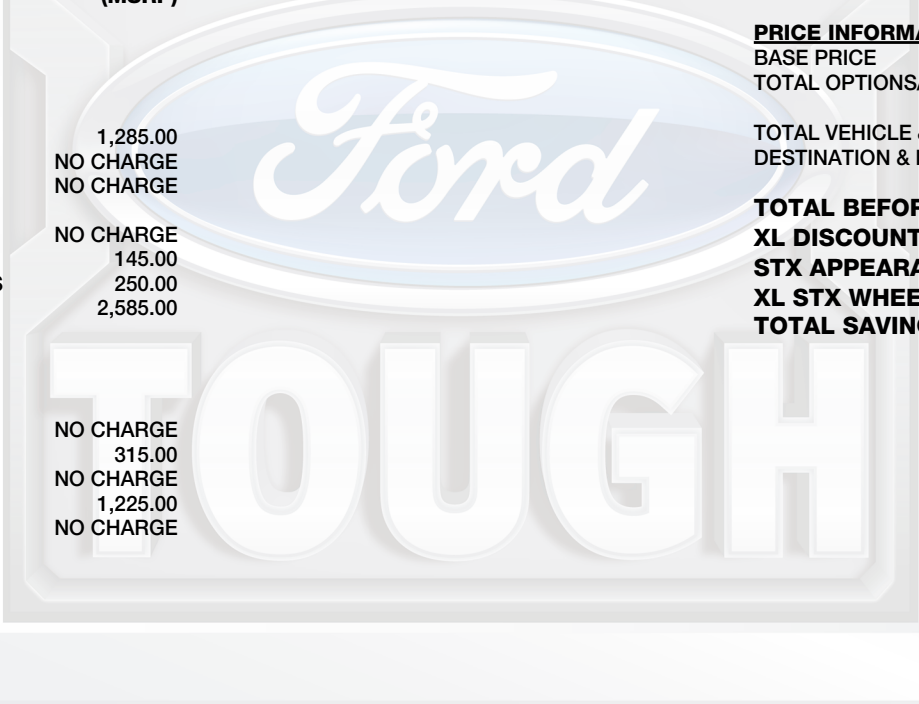 (MSRP)
1,285.00
NO CHARGE
NO CHARGE
NO CHARGE
145.00
250.00
2,585.00
NO CHARGE
315.00
NO CHARGE
1,225.00
NO CHARGE
Ford
TOUGH
PRICE INFORMA
BASE PRICE
TOTAL OPTIONS
TOTAL VEHICLE &
DESTINATION &
TOTAL BEFOR
XL DISCOUNT
STX APPEARA
XL STX WHEE
TOTAL SAVIN